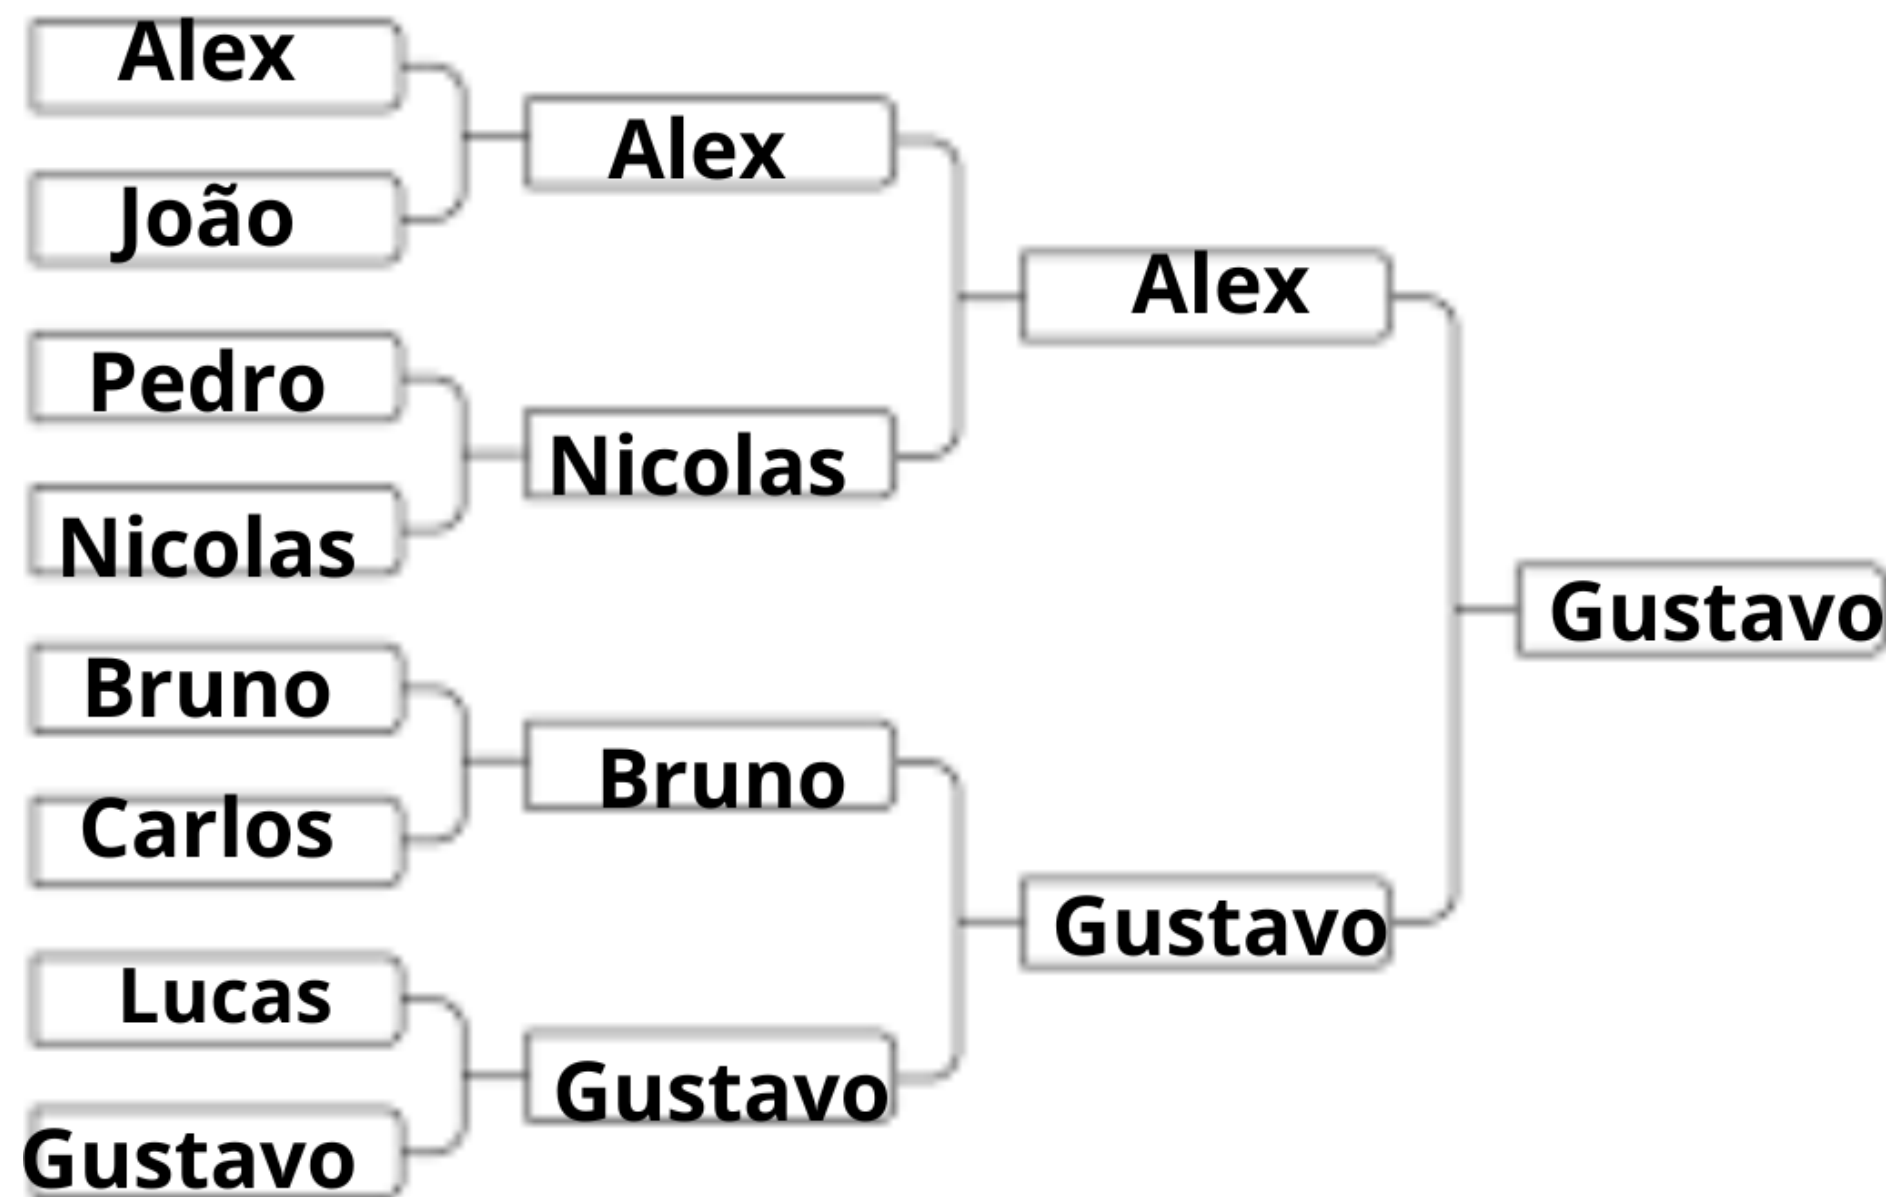 Alex
João
Pedro
Nicolas
Bruno
Carlos
Lucas
Gustavo
Alex
Nicolas
Bruno
Gustavo
Alex
Gustavo
Gustavo